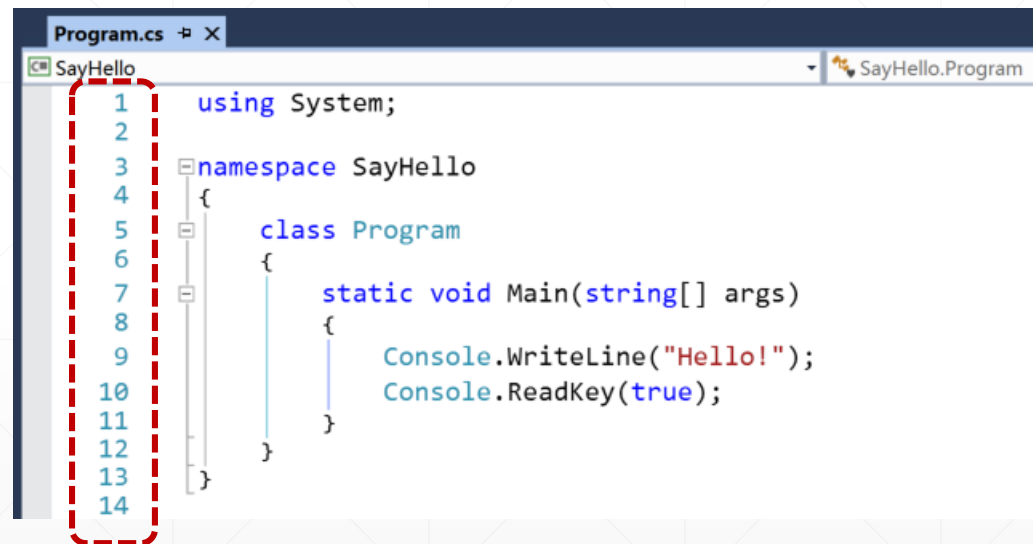 Program.cs
C# SayHello SayHello.Program
1 using System;
2
3 namespace SayHello
4 {
5 class Program
6 {
7 static void Main(string[] args)
8 {
9 Console.WriteLine("Hello!");
10 Console.ReadKey(true);
11 }
12 }
13 }
14